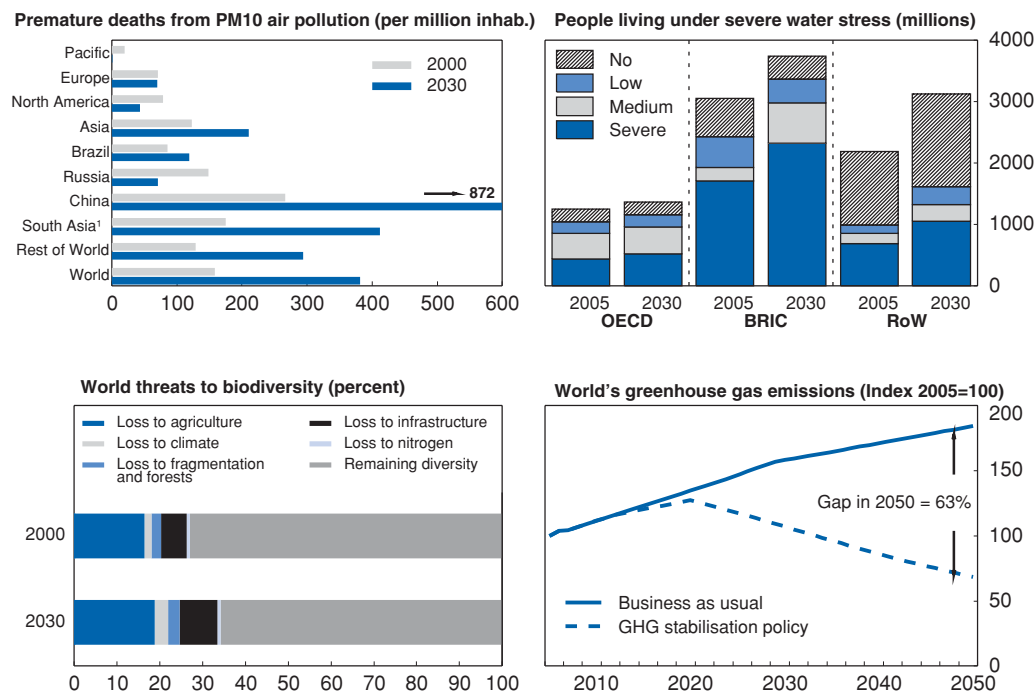 Premature deaths from PM10 air pollution (per million inhab.)
Pacific
Europe
North America
Asia
Brazil
Russia
China
South Asia¹
Rest of World
World
2000
2030
872
0 100 200 300 400 500 600
People living under severe water stress (millions)
No
Low
Medium
Severe
4000
3000
2000
1000
0
2005 2030 2005 2030 2005 2030
OECD BRIC RoW
World threats to biodiversity (percent)
Loss to agriculture
Loss to climate
Loss to fragmentation
and forests
Loss to infrastructure
Loss to nitrogen
Remaining diversity
2000
2030
0 10 20 30 40 50 60 70 80 90 100
World's greenhouse gas emissions (Index 2005=100)
200
150
100
50
0
Gap in 2050 = 63%
Business as usual
GHG stabilisation policy
2010 2020 2030 2040 2050